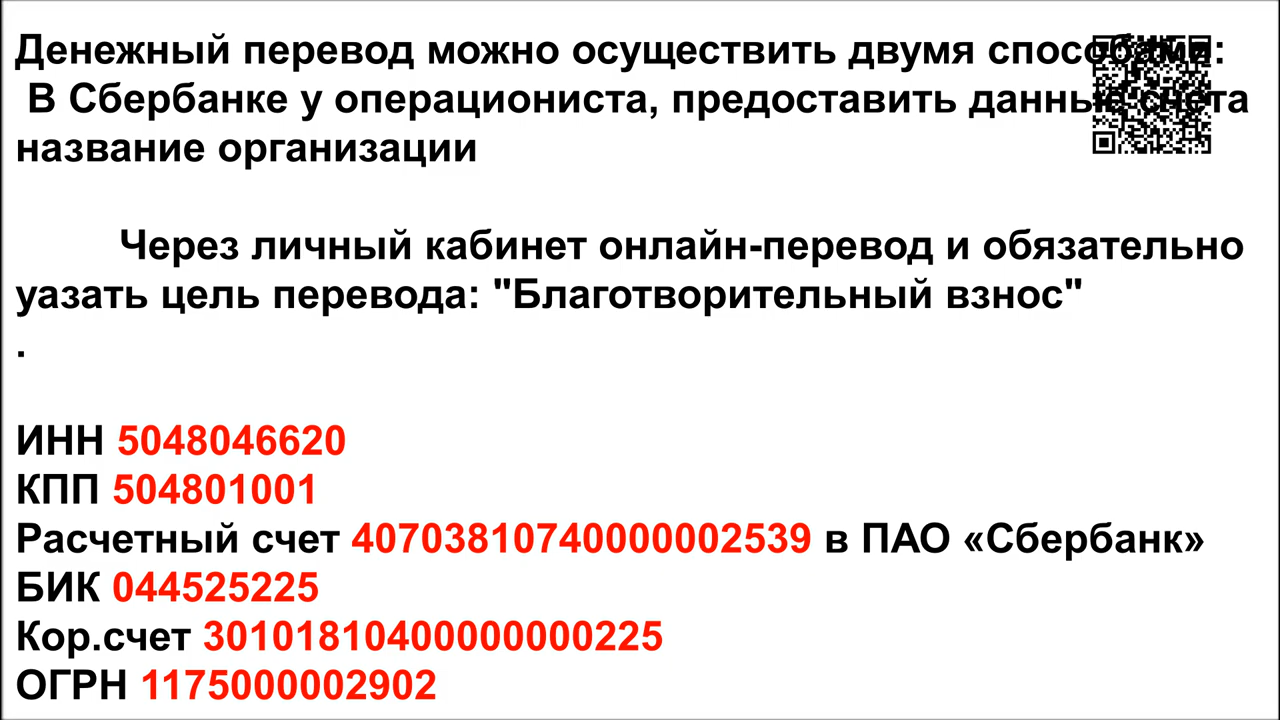 Денежный перевод можно осуществить двумя способами:
В Сбербанке у операциониста, предоставить данные счета
название организации
Через личный кабинет онлайн-перевод и обязательно
уазать цель перевода: "Благотворительный взнос"
.
ИНН 5048046620
КПП 504801001
Расчетный счет 40703810740000002539 в ПАО «Сбербанк»
БИК 044525225
Кор.счет 30101810400000000225
ОГРН 1175000002902